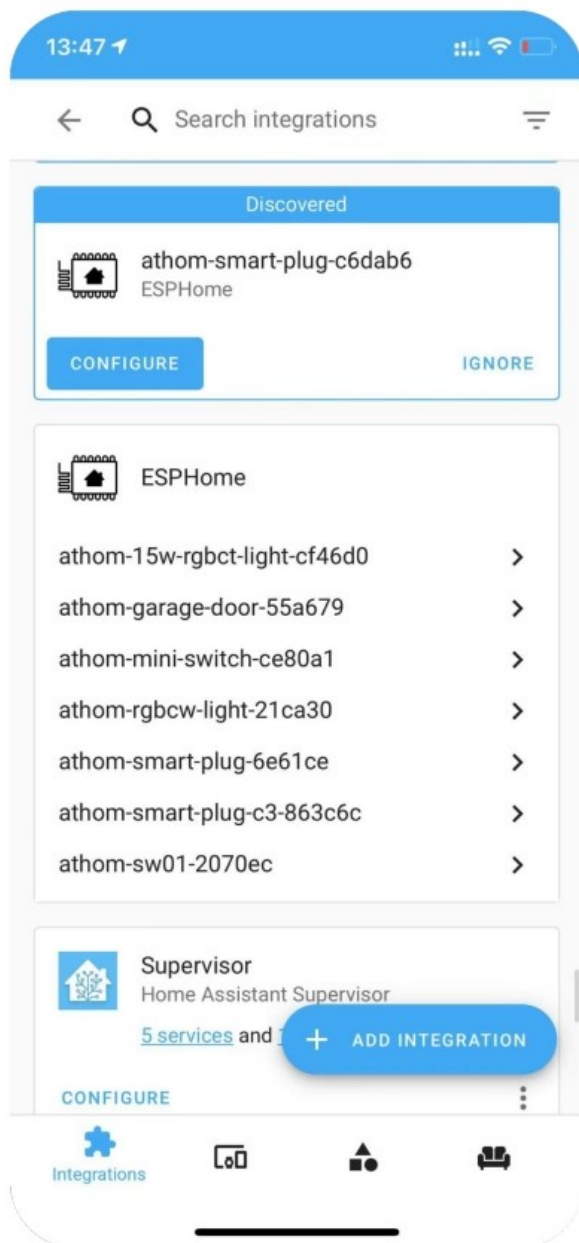 13:47
Search integrations
Discovered
athom-smart-plug-c6dab6
ESPHome
CONFIGURE
IGNORE
ESPHome
athom-15w-rgbct-light-cf46d0
athom-garage-door-55a679
athom-mini-switch-ce80a1
athom-rgbcw-light-21ca30
athom-smart-plug-6e61ce
athom-smart-plug-c3-863c6c
athom-sw01-2070ec
Supervisor
Home Assistant Supervisor
5 services and
ADD INTEGRATION
CONFIGURE
Integrations